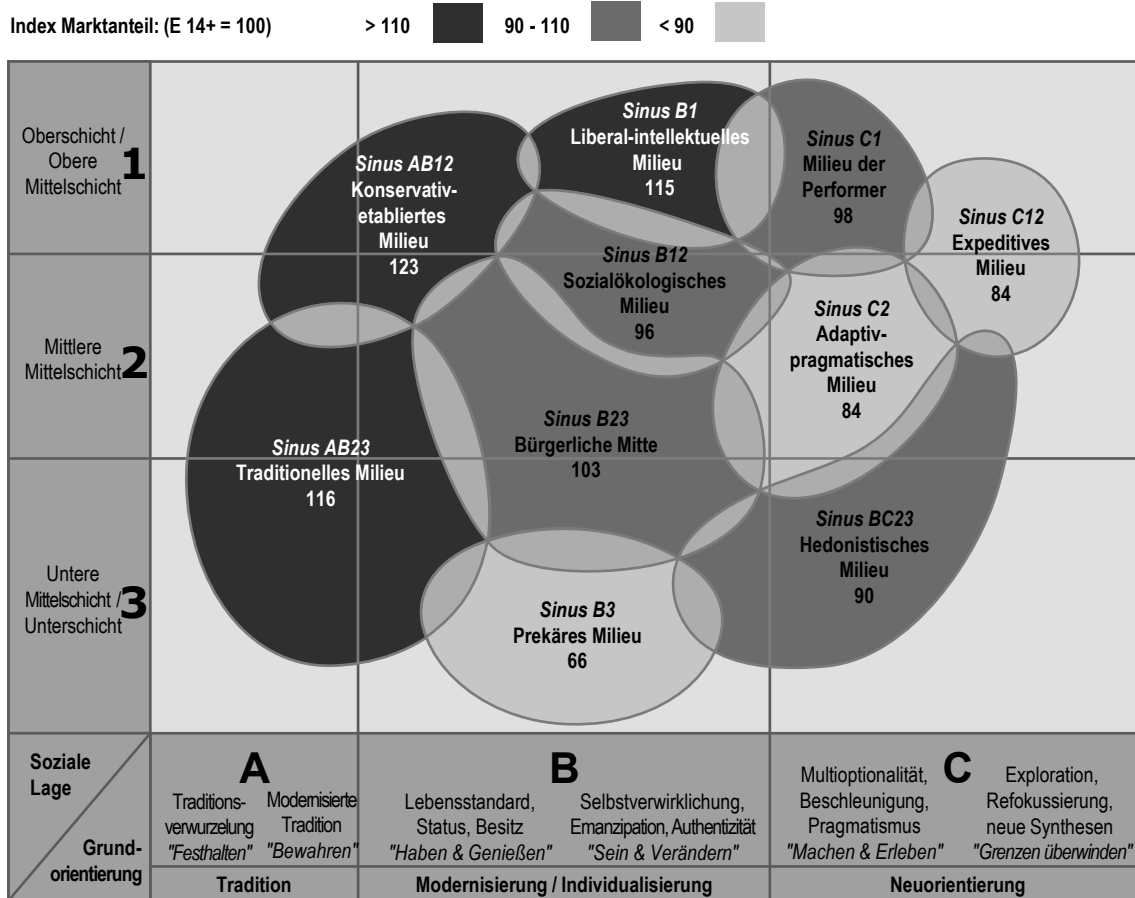 Index Marktanteil: (E 14+ = 100)
> 110
90 - 110
< 90
Oberschicht /
Obere
Mittelschicht
1
Mittlere
Mittelschicht
2
Untere
Mittelschicht /
Unterschicht
3
Sinus AB12
Konservativ-
etabliertes
Milieu
123
Sinus B1
Liberal-intellektuelles
Milieu
115
Sinus C1
Milieu der
Performer
98
Sinus C12
Expeditives
Milieu
84
Sinus B12
Sozialökologisches
Milieu
96
Sinus C2
Adaptiv-
pragmatisches
Milieu
84
Sinus AB23
Traditionelles Milieu
116
Sinus B23
Bürgerliche Mitte
103
Sinus BC23
Hedonistisches
Milieu
90
Sinus B3
Prekäres Milieu
66
Soziale
Lage
Grund-
orientierung
A
Traditions-
verwurzelung
"Festhalten"
Modernisierte
Tradition
"Bewahren"
B
Lebensstandard,
Status, Besitz
"Haben & Genießen"
Selbstverwirklichung,
Emanzipation, Authentizität
"Sein & Verändern"
C
Multioptionalität,
Beschleunigung,
Pragmatismus
"Machen & Erleben"
Exploration,
Refokussierung,
neue Synthesen
"Grenzen überwinden"
Tradition
Modernisierung / Individualisierung
Neuorientierung